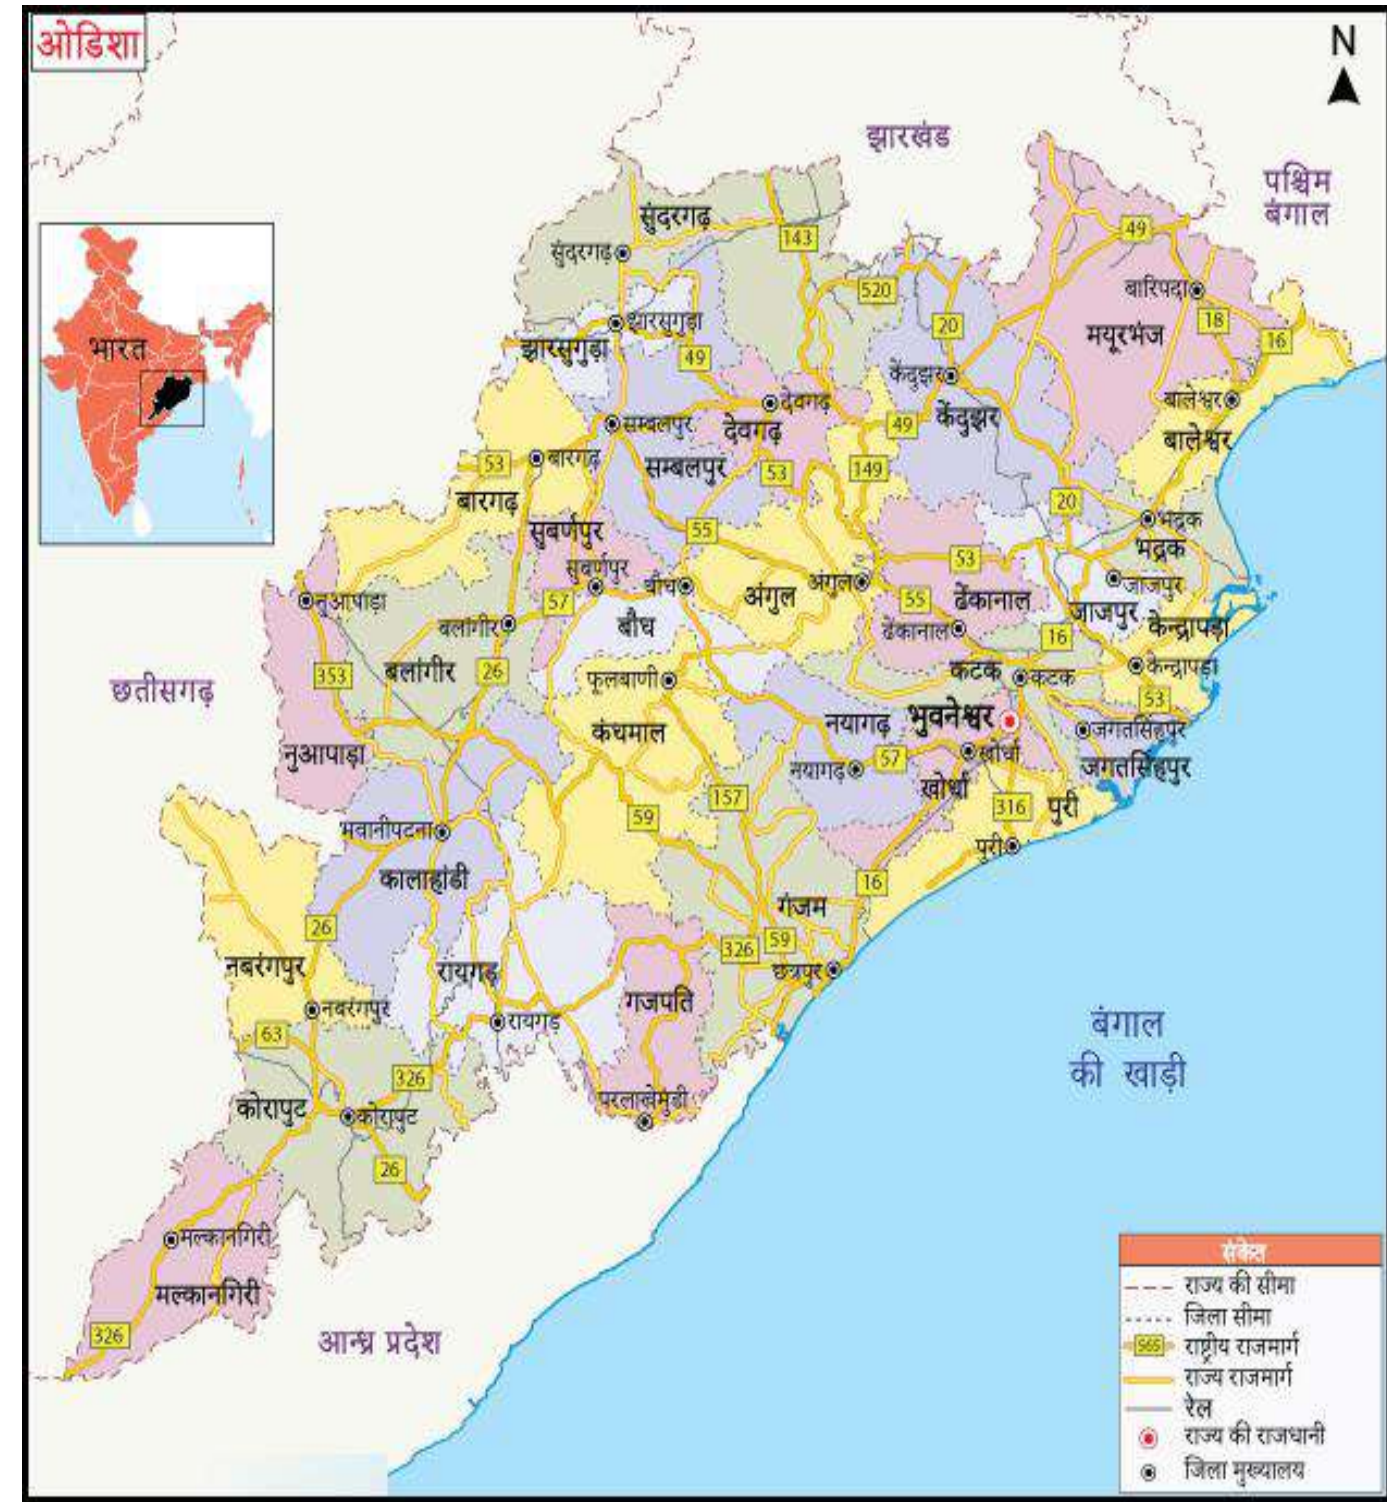 ओडिशा
N
झारखंड
पश्चिम
बंगाल
सुंदरगढ़
143
49
सुंदरगढ़
520
बारिपदा
18
20
झारसुगुड़ा
मयूरभंज
16
भारत
झारसुगुड़ा
49
केंदुझर
देवगढ़
बालेश्वर
केंदुझर
सम्बलपुर
49
देवगढ़
बालेश्वर
53
बारगढ़
सम्बलपुर
53
149
बारगढ़
20
सुबर्णपुर
55
भद्रक
भद्रक
53
सुबर्णपुर
बौध
अंगुल
अंगुल
जाजपुर
नुआपाड़ा
57
55
ढेंकानाल
जाजपुर
बलांगीर
बौध
ढेंकानाल
16
केन्द्रापड़ा
353
बलांगीर
26
फूलबाणी
कटक
कटक
केन्द्रापड़ा
छत्तीसगढ़
53
कंधमाल
नयागढ़
भुवनेश्वर
जगतसिंहपुर
नुआपाड़ा
नयागढ़
57
खोर्धा
जगतसिंहपुर
खोर्धा
157
316
पुरी
59
भवानीपटना
पुरी
कालाहांडी
16
गंजम
26
326
59
नबरंगपुर
रायगड़
छत्रपुर
गजपति
नबरंगपुर
रायगड़
बंगाल
63
की खाड़ी
326
परलाखेमुंडी
कोरापुट
कोरापुट
26
मल्कानगिरी
मल्कानगिरी
326
आन्ध्र प्रदेश
संकेत
राज्य की सीमा
जिला सीमा
965 राष्ट्रीय राजमार्ग
राज्य राजमार्ग
रेल
राज्य की राजधानी
जिला मुख्यालय